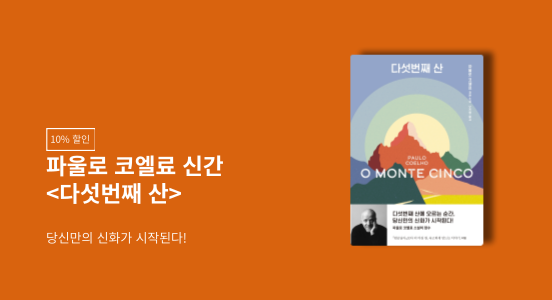 10% 할인
파울로 코엘료 신간
<다섯번째 산>
당신만의 신화가 시작된다!
다섯번째 산
PAULO
COELHO
O MONTE CINCO
다섯번째 산에 오르는 순간,
당신만의 신화가 시작된다!